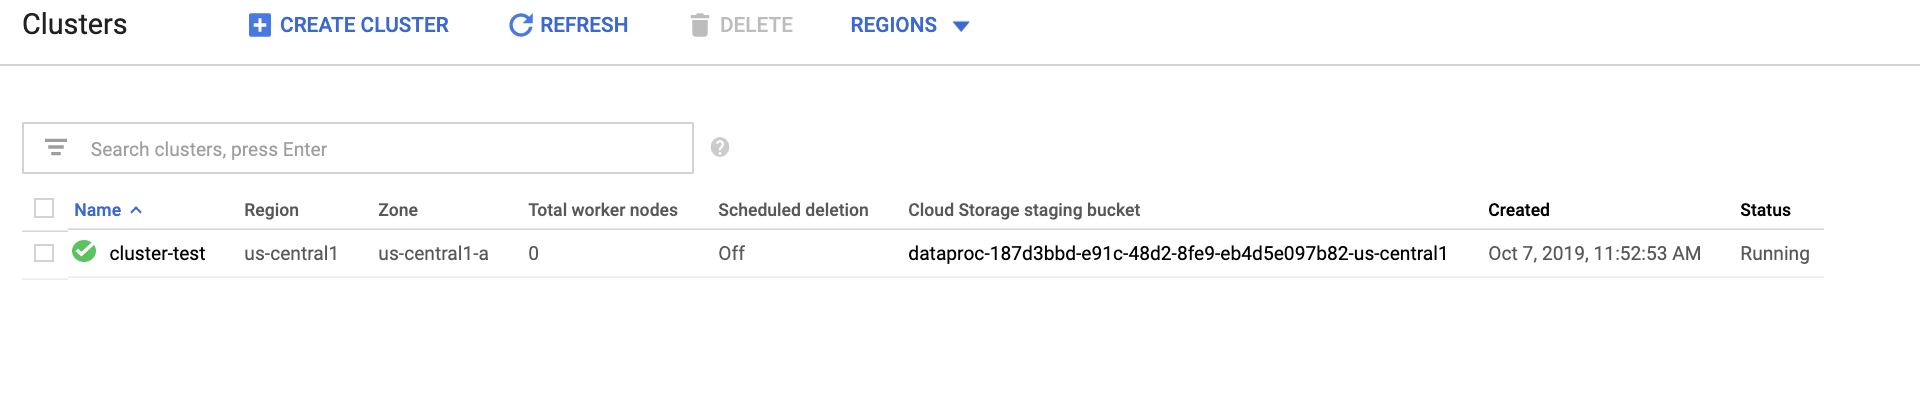 Clusters CREATE CLUSTER REFRESH DELETE REGIONS
Search clusters, press Enter
Name Region Zone Total worker nodes Scheduled deletion Cloud Storage staging bucket Created Status
cluster-test us-central1 us-central1-a 0 Off dataproc-187d3bbd-e91c-48d2-8fe9-eb4d5e097b82-us-central1 Oct 7, 2019, 11:52:53 AM Running